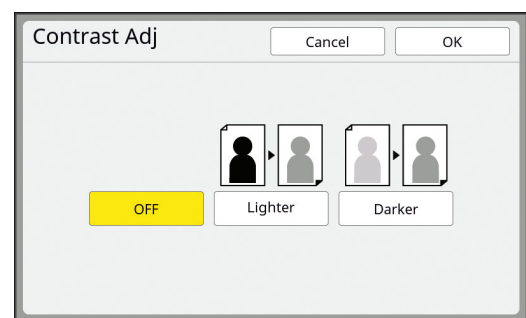 Contrast Adj
Cancel
OK
OFF
Lighter
Darker